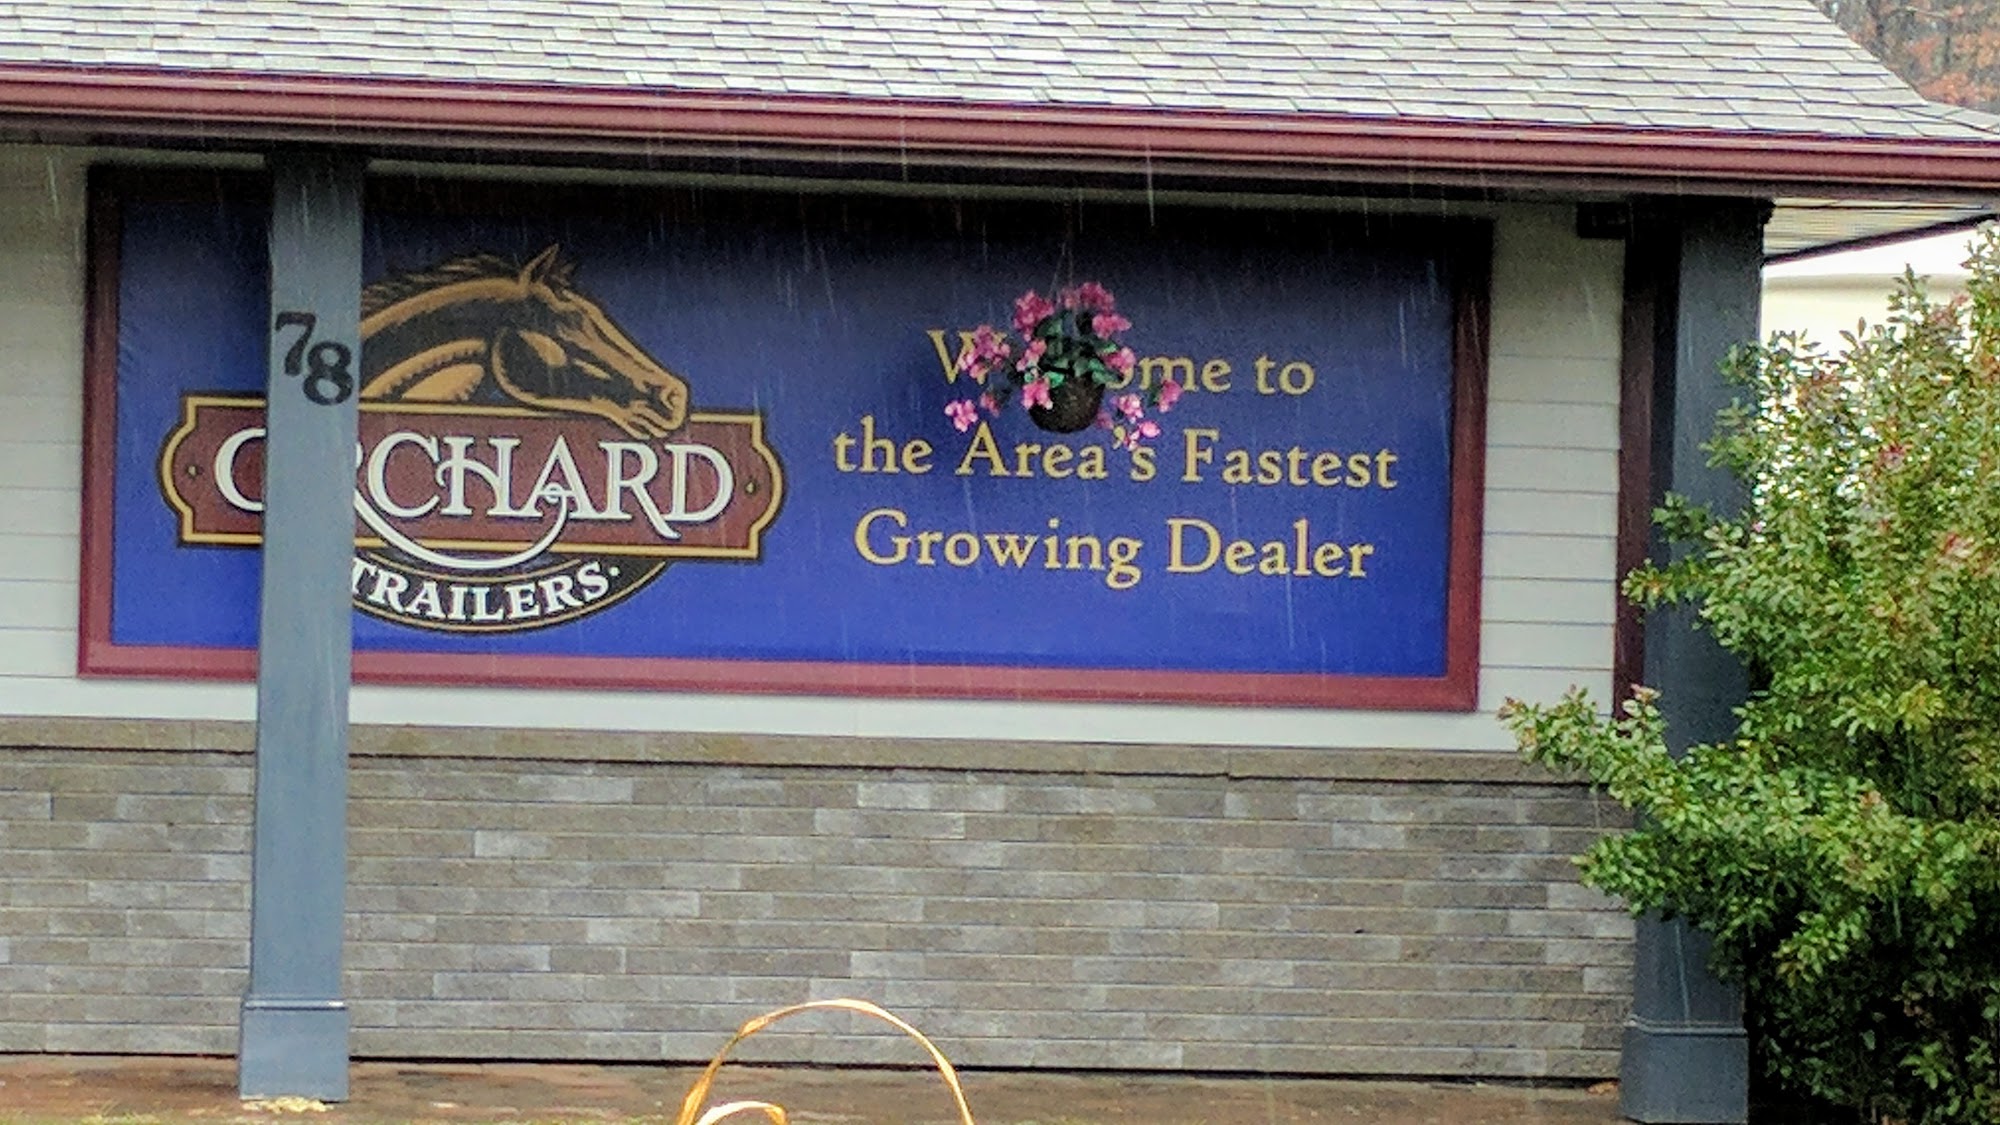 78
ORCHARD
TRAILERS.
Welcome to
the Area's Fastest
Growing Dealer